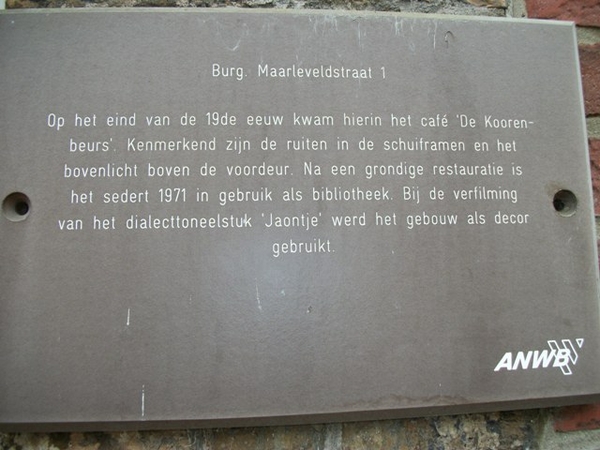 Burg. Maarleveldstraat 1
Op het eind van de 19de eeuw kwam hierin het café 'De Kooren-
beurs'. Kenmerkend zijn de ruiten in de schuiframen en het
bovenlicht boven de voordeur. Na een grondige restauratie is
het sedert 1971 in gebruik als bibliotheek. Bij de verfilming
van het dialecttoneelstuk 'Jaontje' werd het gebouw als decor
gebruikt.
ANWB